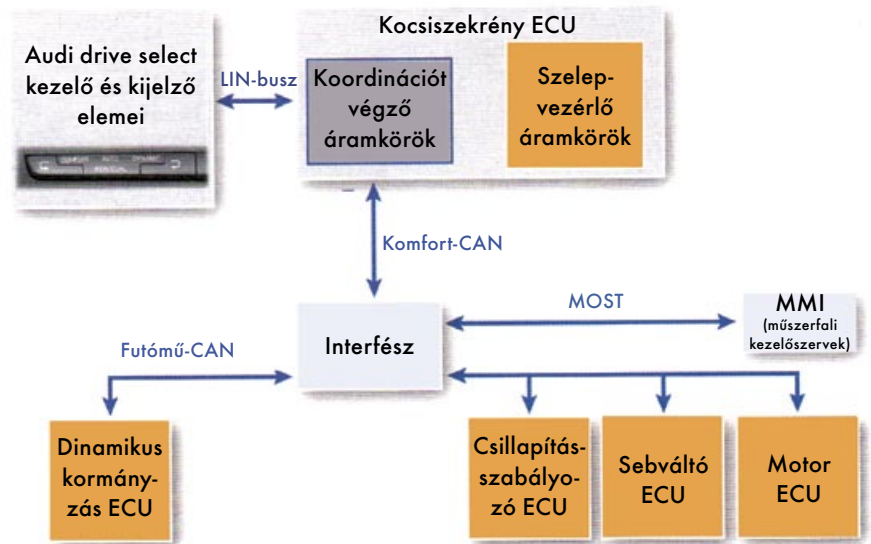 Audi drive select
kezelő és kijelző
elemei
LIN-busz
Kocsiszekrény ECU
Koordinációt
végző
áramkörök
Szelep-
vezérlő
áramkörök
Komfort-CAN
MOST
MMI
(műszerfali
kezelőszervek)
Interfész
Futómű-CAN
Dinamikus
kormány-
zás ECU
Csillapítás-
szabályo-
zó ECU
Sebváltó
ECU
Motor
ECU